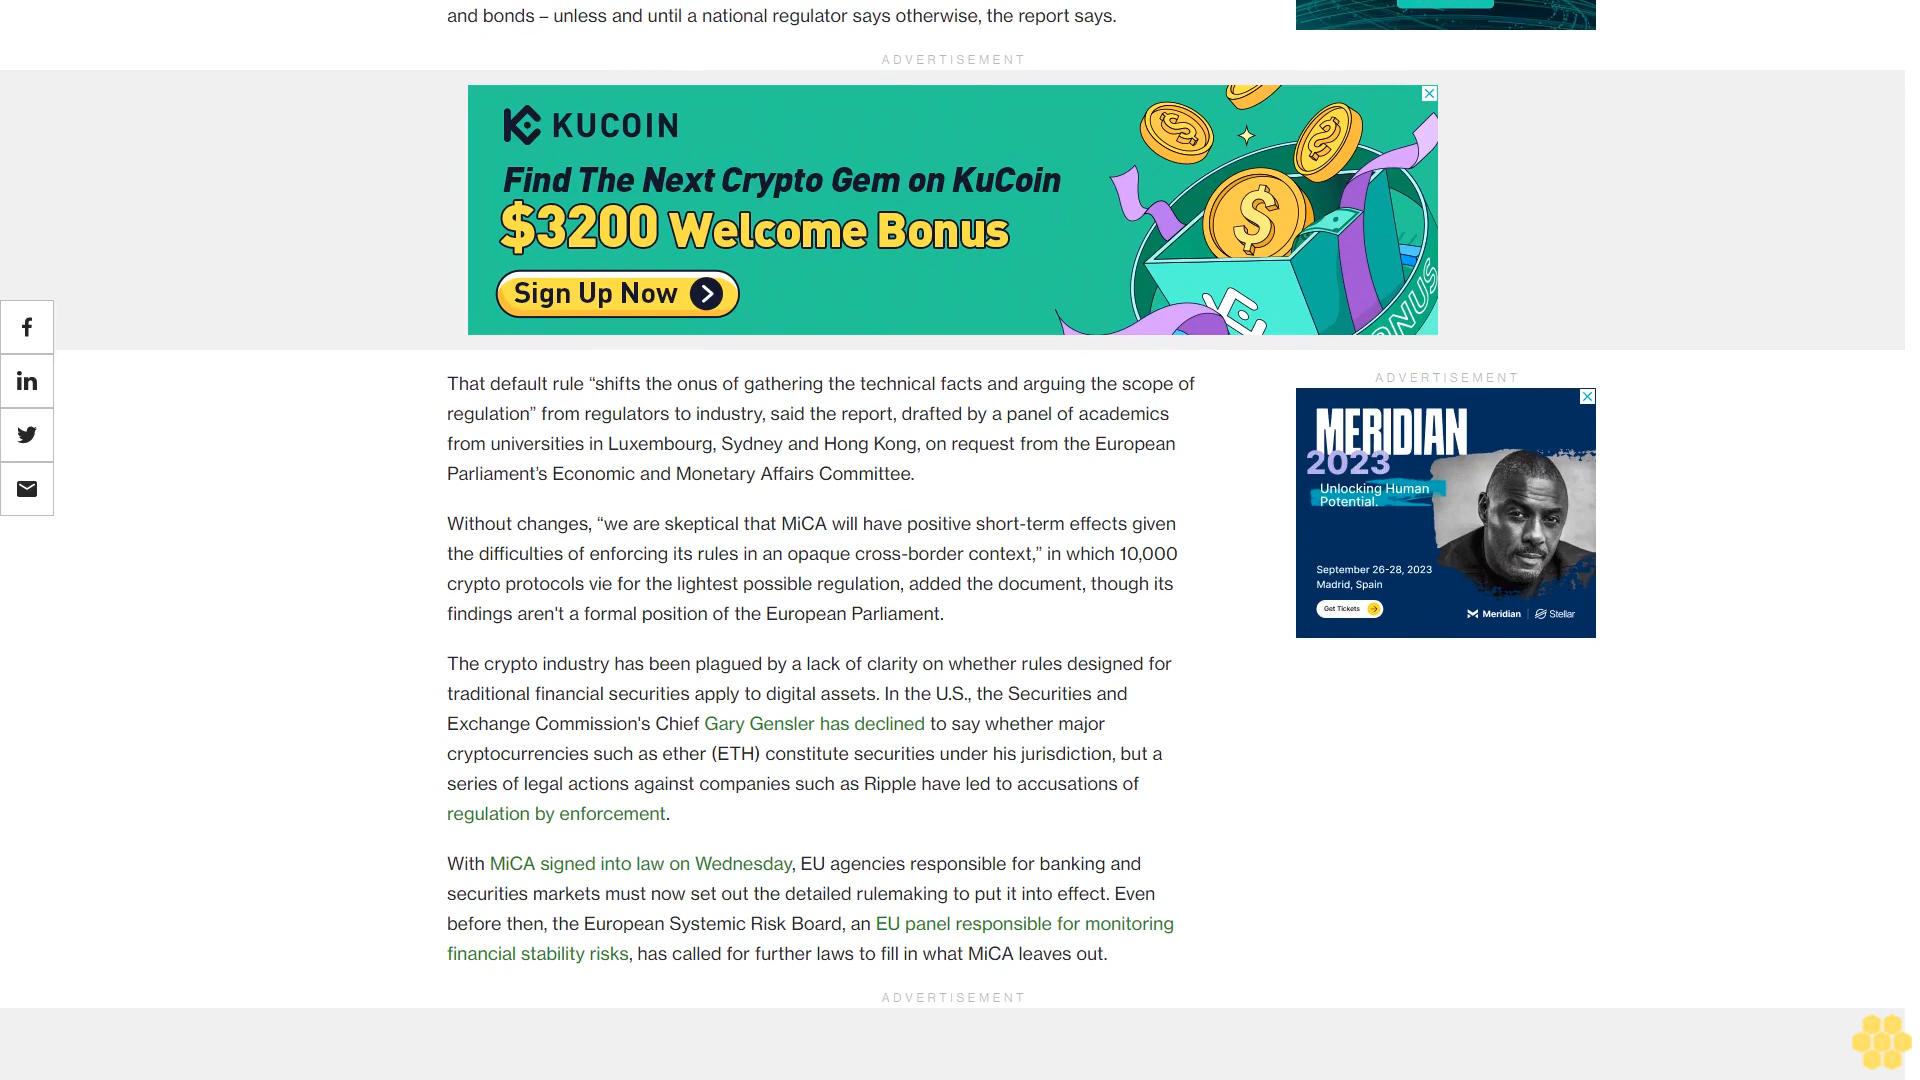 and bonds – unless and until a national regulator says otherwise, the report says.
ADVERTISEMENT
KUCOIN
Find The Next Crypto Gem on KuCoin
$3200 Welcome Bonus
Sign Up Now
BONUS
That default rule “shifts the onus of gathering the technical facts and arguing the scope of
regulation” from regulators to industry, said the report, drafted by a panel of academics
from universities in Luxembourg, Sydney and Hong Kong, on request from the European
Parliament’s Economic and Monetary Affairs Committee.
Without changes, “we are skeptical that MiCA will have positive short-term effects given
the difficulties of enforcing its rules in an opaque cross-border context,” in which 10,000
crypto protocols vie for the lightest possible regulation, added the document, though its
findings aren't a formal position of the European Parliament.
The crypto industry has been plagued by a lack of clarity on whether rules designed for
traditional financial securities apply to digital assets. In the U.S., the Securities and
Exchange Commission's Chief Gary Gensler has declined to say whether major
cryptocurrencies such as ether (ETH) constitute securities under his jurisdiction, but a
series of legal actions against companies such as Ripple have led to accusations of
regulation by enforcement.
With MiCA signed into law on Wednesday, EU agencies responsible for banking and
securities markets must now set out the detailed rulemaking to put it into effect. Even
before then, the European Systemic Risk Board, an EU panel responsible for monitoring
financial stability risks, has called for further laws to fill in what MiCA leaves out.
ADVERTISEMENT
MERIDIAN
2023
Unlocking Human
Potential.
September 26-28, 2023
Madrid, Spain
Get Tickets
Meridian
Stellar
ADVERTISEMENT